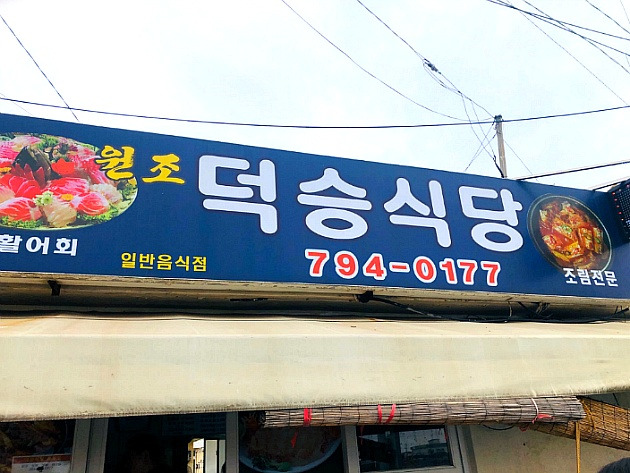 원조 덕승식당
활어회
일반음식점
794-0177
조림전문